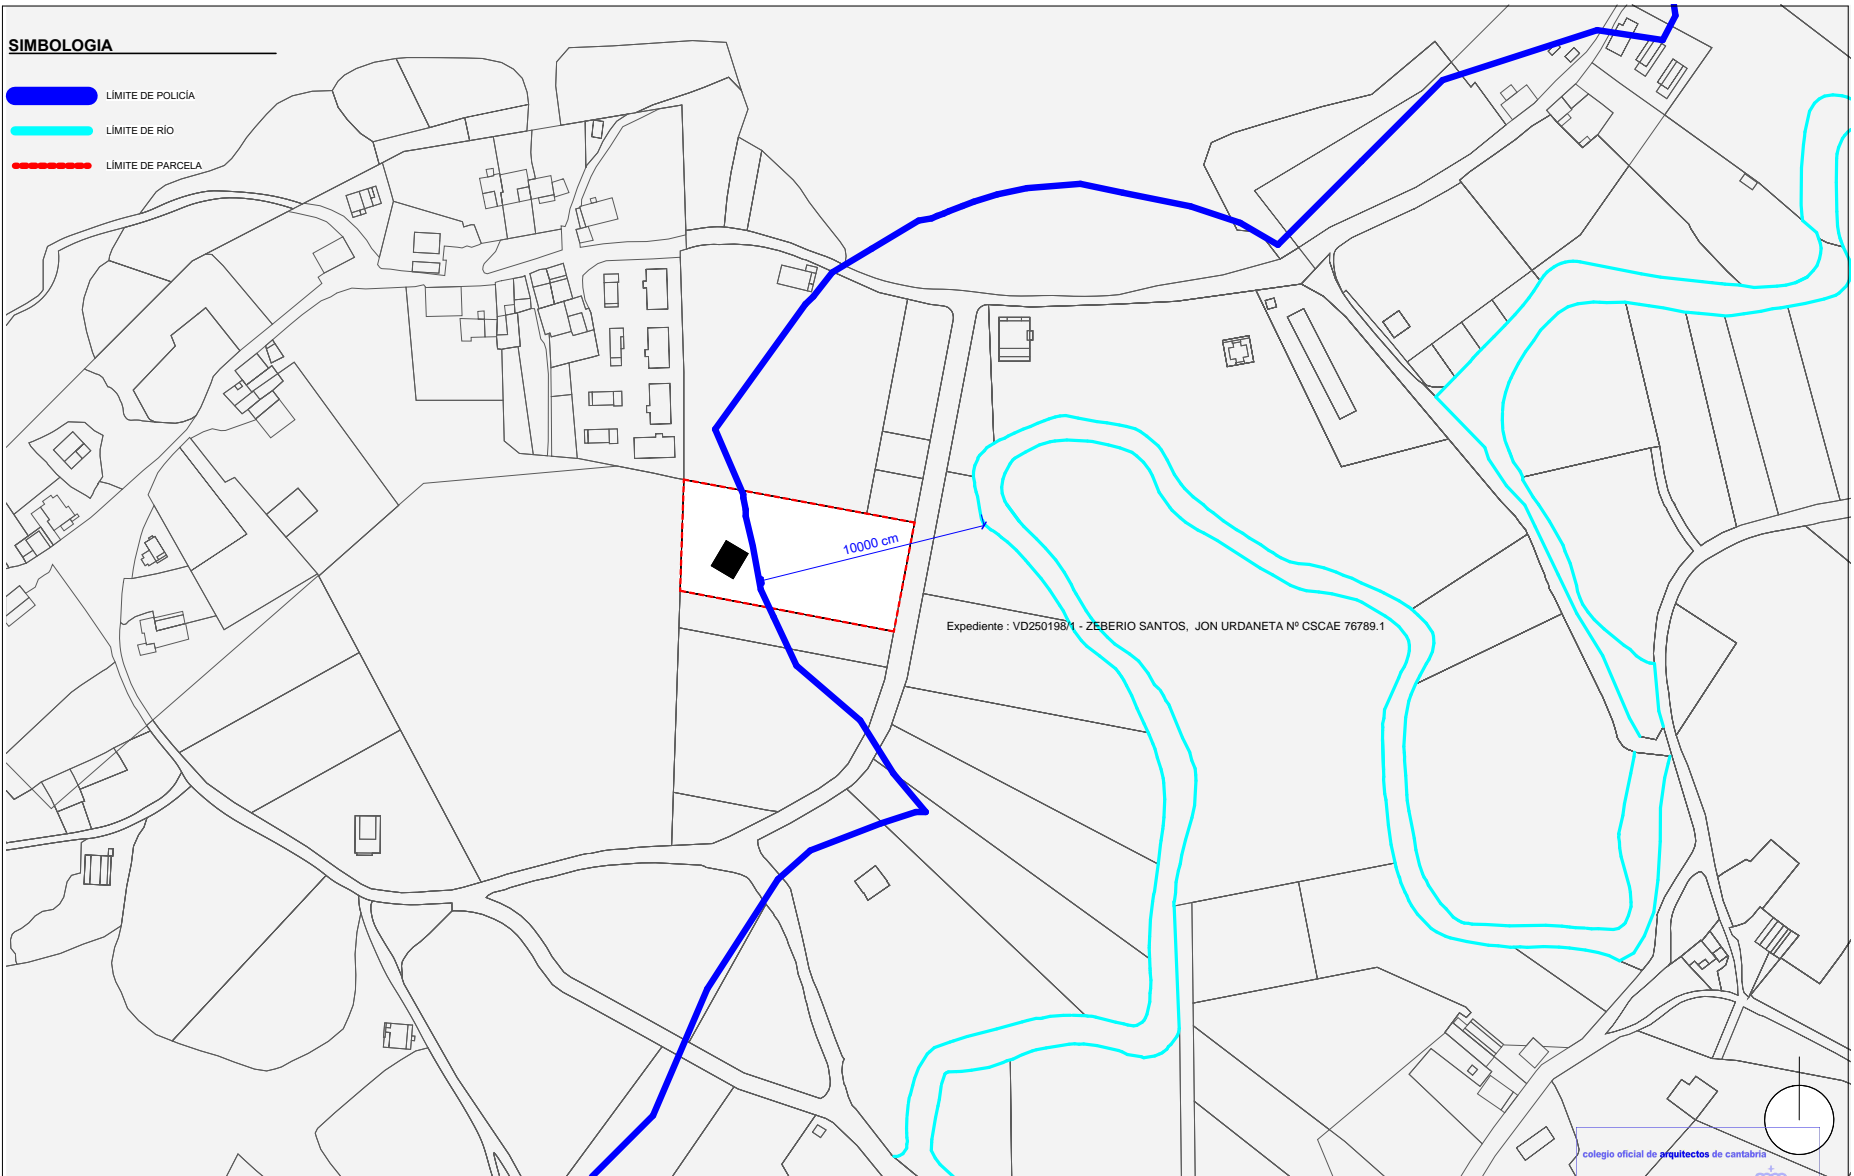 SIMBOLOGIA
LÍMITE DE POLICÍA
LÍMITE DE RÍO
LÍMITE DE PARCELA
10000 cm
Expediente : VD250198/1 - ZEBERIO SANTOS, JON URDANETA Nº CSCAE 76789.1
colegio oficial de arquitectos de cantabria